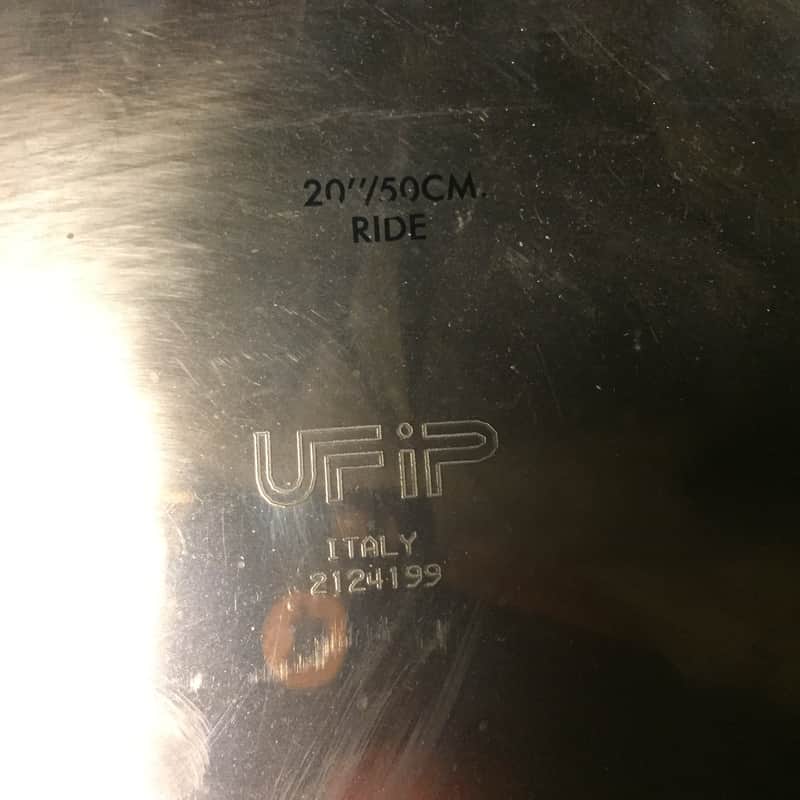 20''/50CM.
RIDE
UFiP
ITALY
2124199